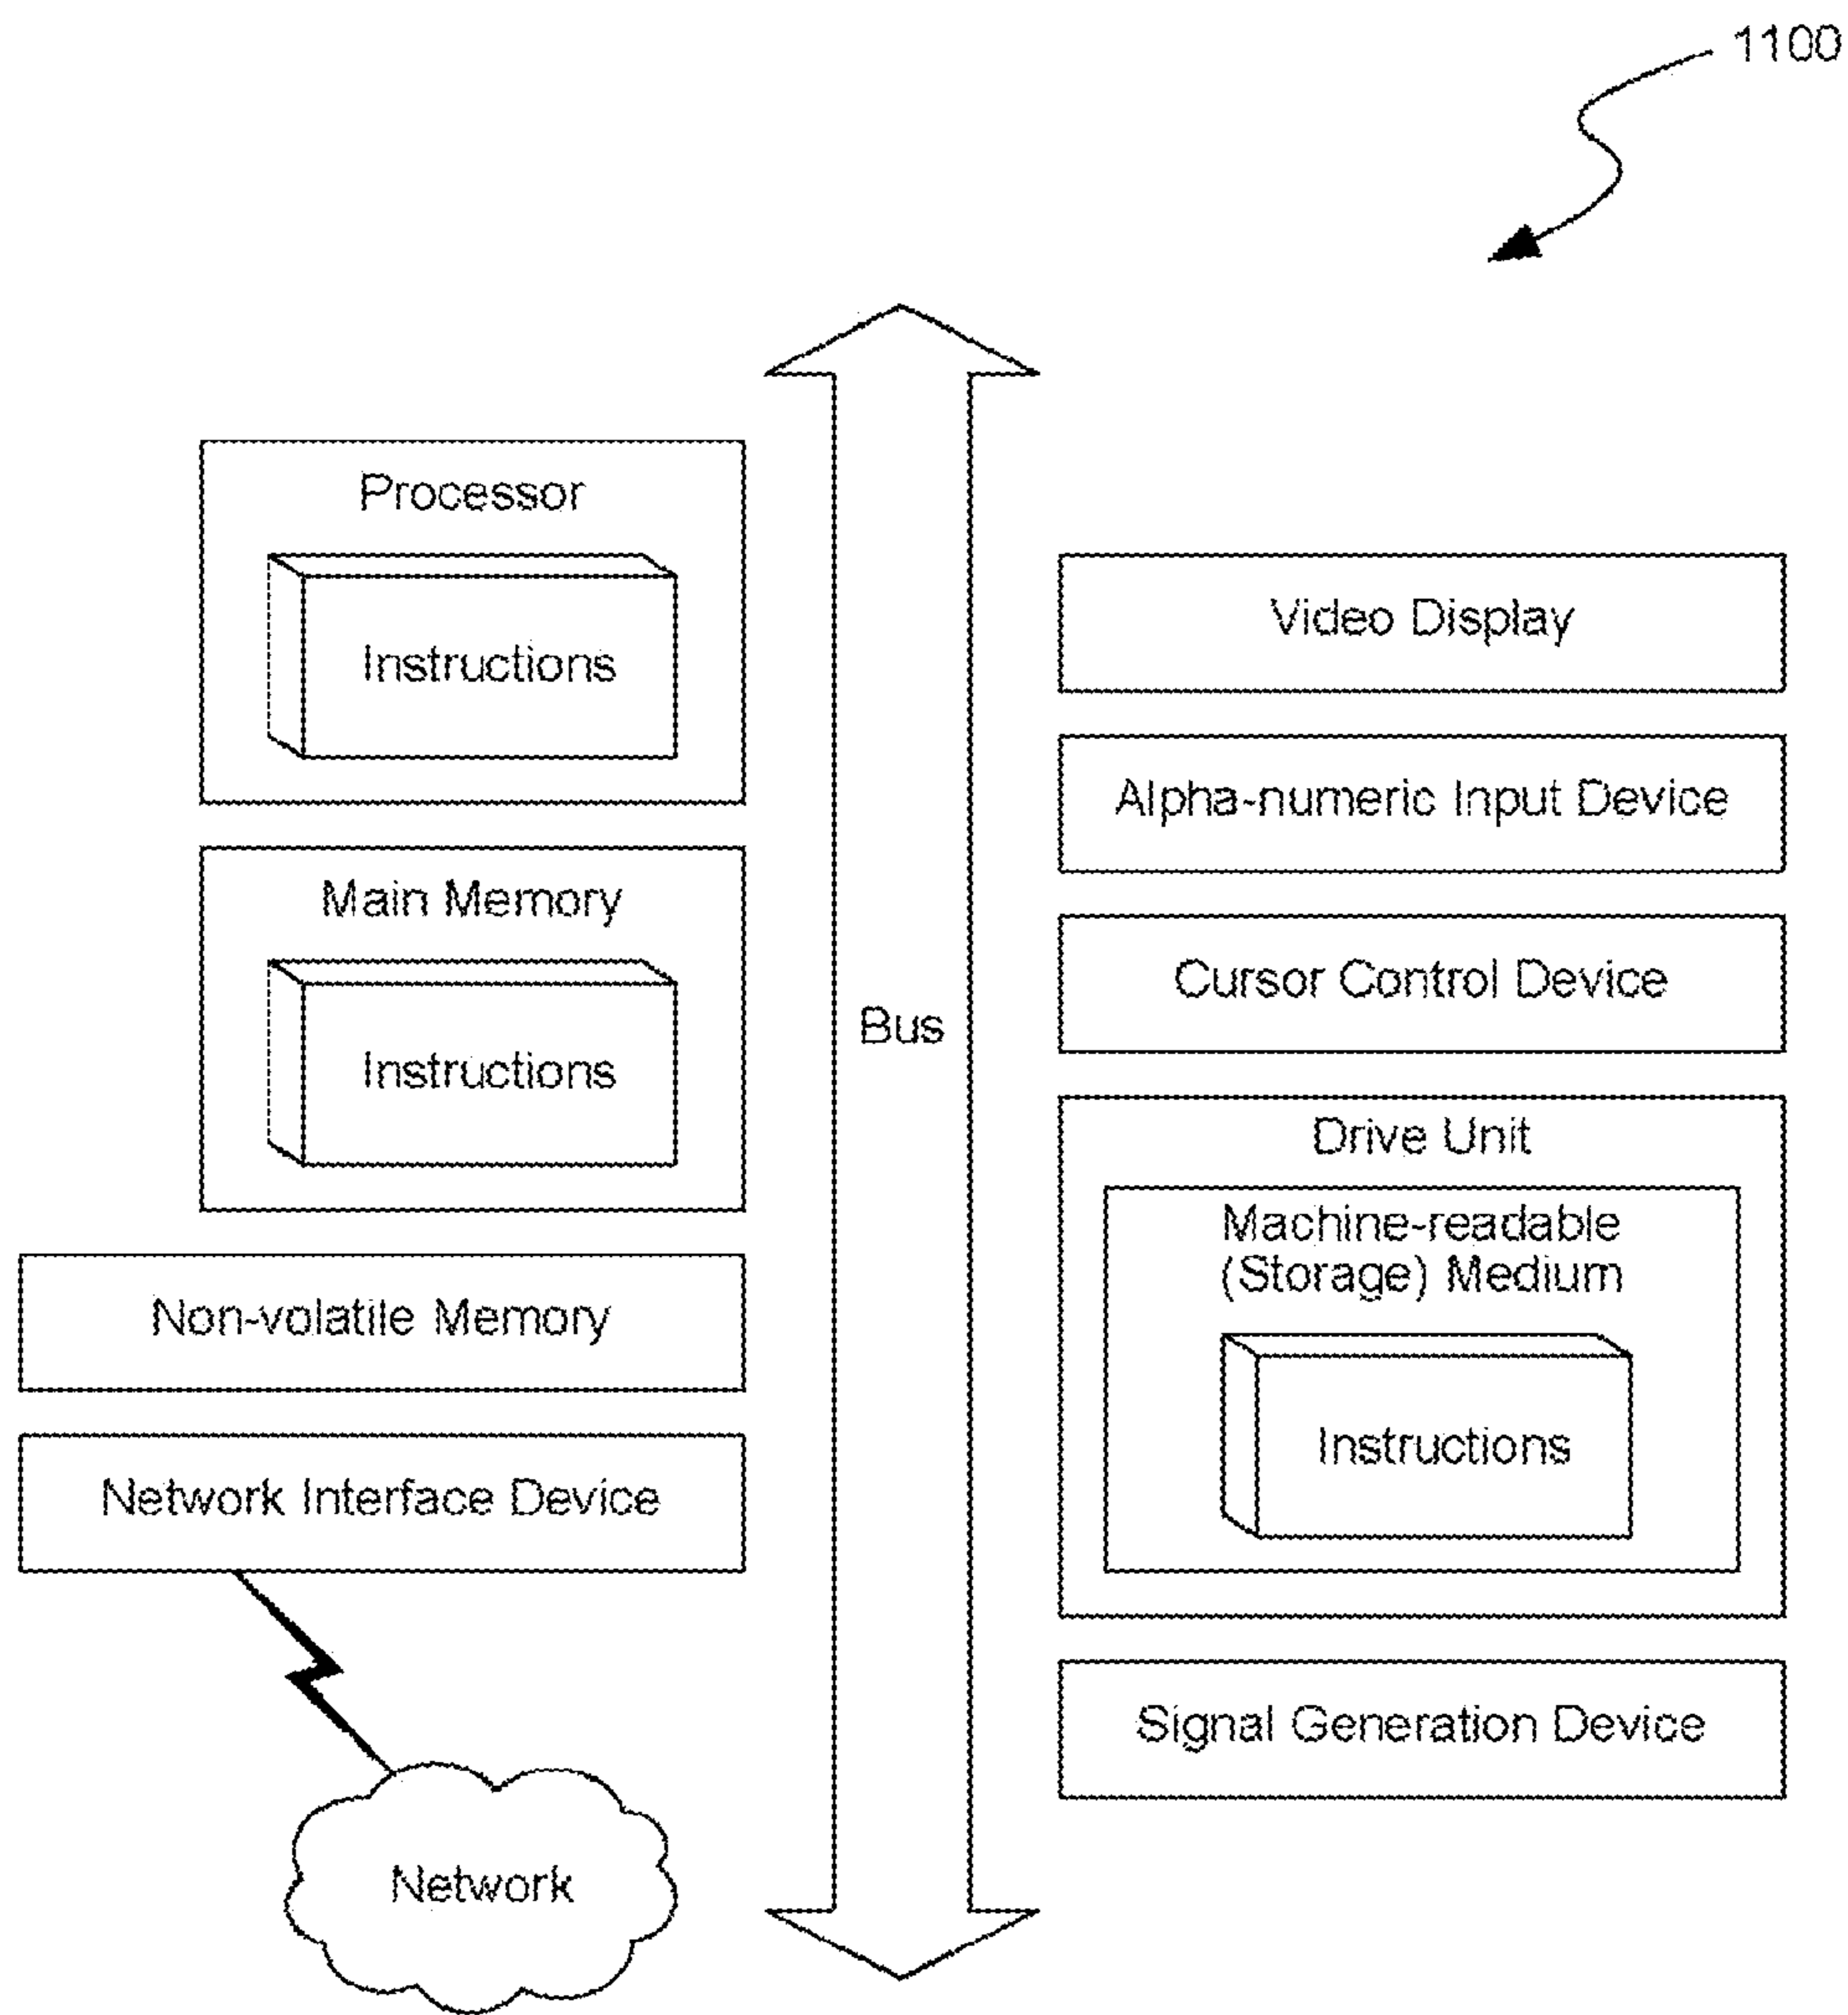 1100
Processor
Instructions
Main Memory
Instructions
Non-volatile Memory
Network Interface Device
Network
Bus
Video Display
Alpha-numeric Input Device
Cursor Control Device
Drive Unit
Machine-readable
(Storage) Medium
Instructions
Signal Generation Device